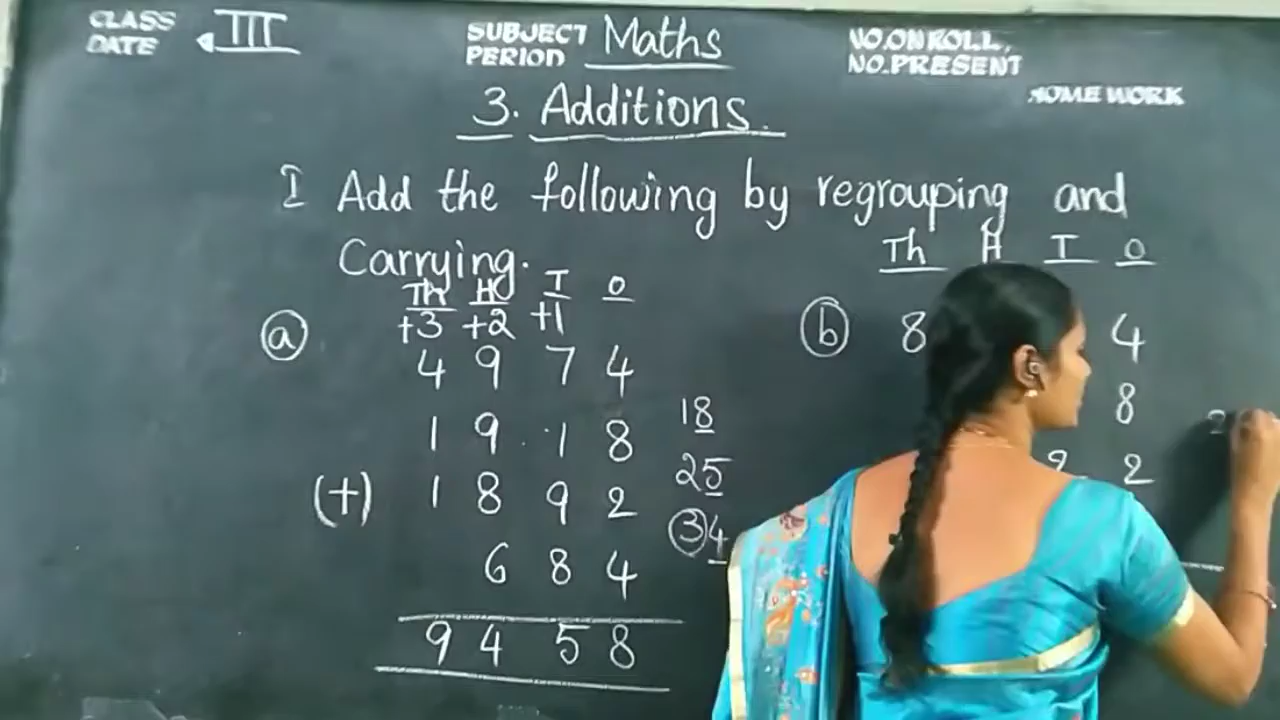 CLASS III SUBJECT Maths NO.ON ROLL.
DATE PERIOD NO.PRESENT
HOME WORK
3. Additions.
I Add the following by regrouping and
Carrying.
Th H T O
+3 +2 +1
(a) 4 9 7 4
1 9 1 8
(+) 1 8 9 2
6 8 4
9 4 5 8
18
25
(3)4
Th H T O
(b) 8 4
8
2